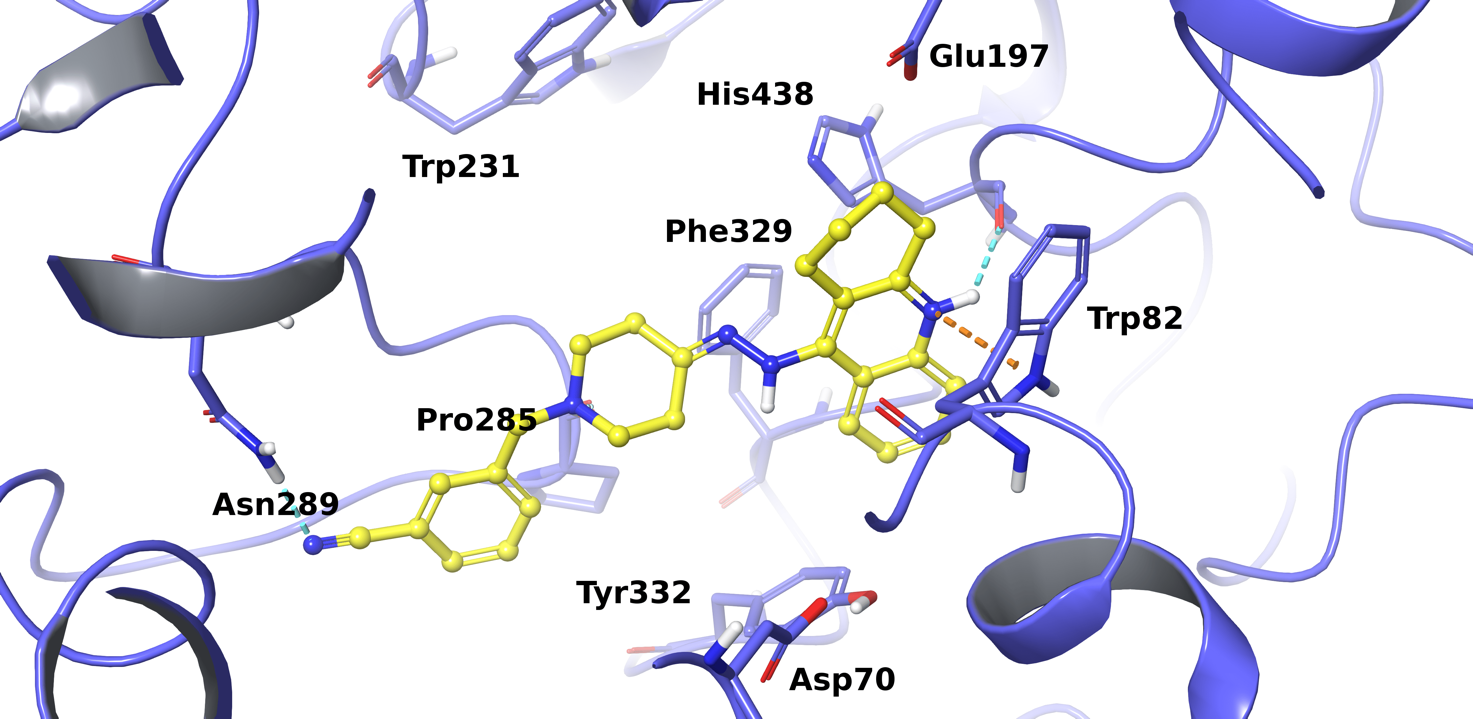 Glu197
His438
Trp231
Phe329
Trp82
Pro285
Asn289
Tyr332
Asp70